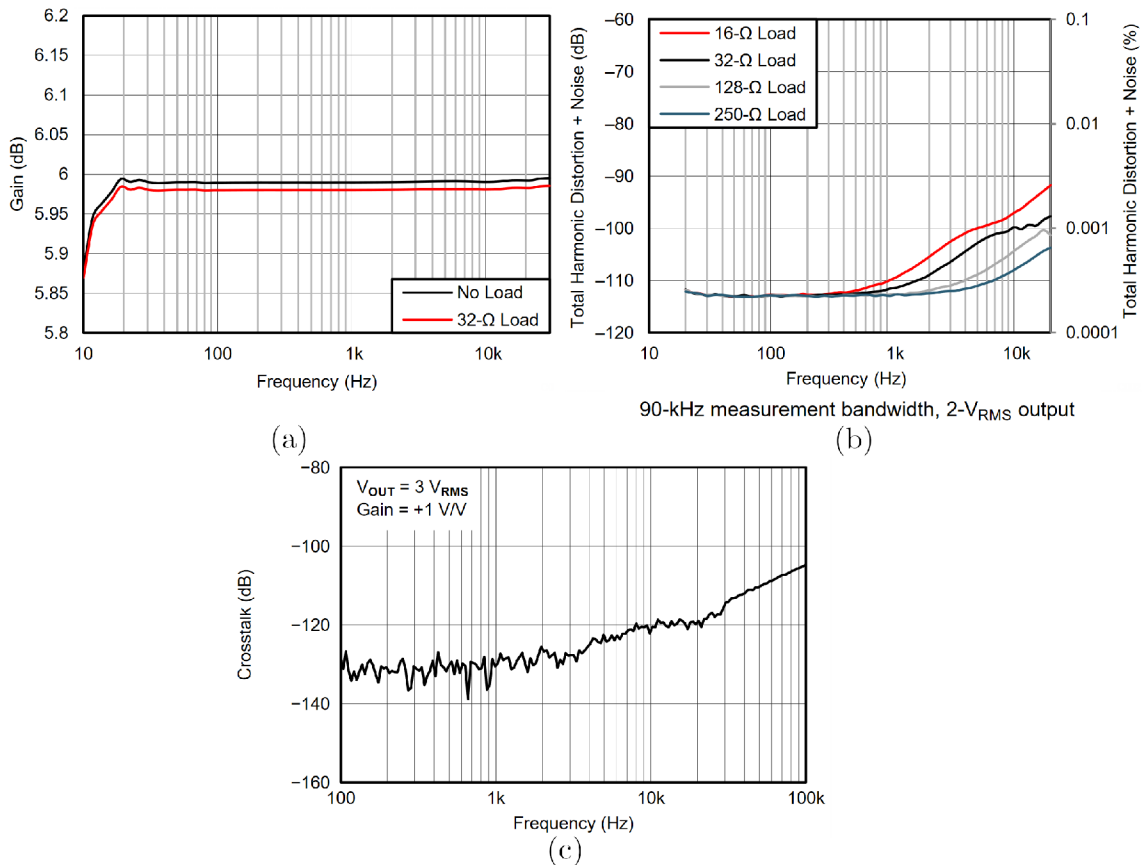 6.2
6.15
6.1
6.05
6
5.95
5.9
5.85
5.8
Gain (dB)
No Load
32-Ω Load
10
100
1k
10k
Frequency (Hz)
(a)
−60
−70
−80
−90
−100
−110
−120
Total Harmonic Distortion + Noise (dB)
16-Ω Load
32-Ω Load
128-Ω Load
250-Ω Load
0.1
0.01
0.001
0.0001
Total Harmonic Distortion + Noise (%)
10
100
1k
10k
Frequency (Hz)
90-kHz measurement bandwidth, 2-VRMS output
(b)
−80
−100
−120
−140
−160
Crosstalk (dB)
VOUT = 3 VRMS
Gain = +1 V/V
100
1k
10k
100k
Frequency (Hz)
(c)